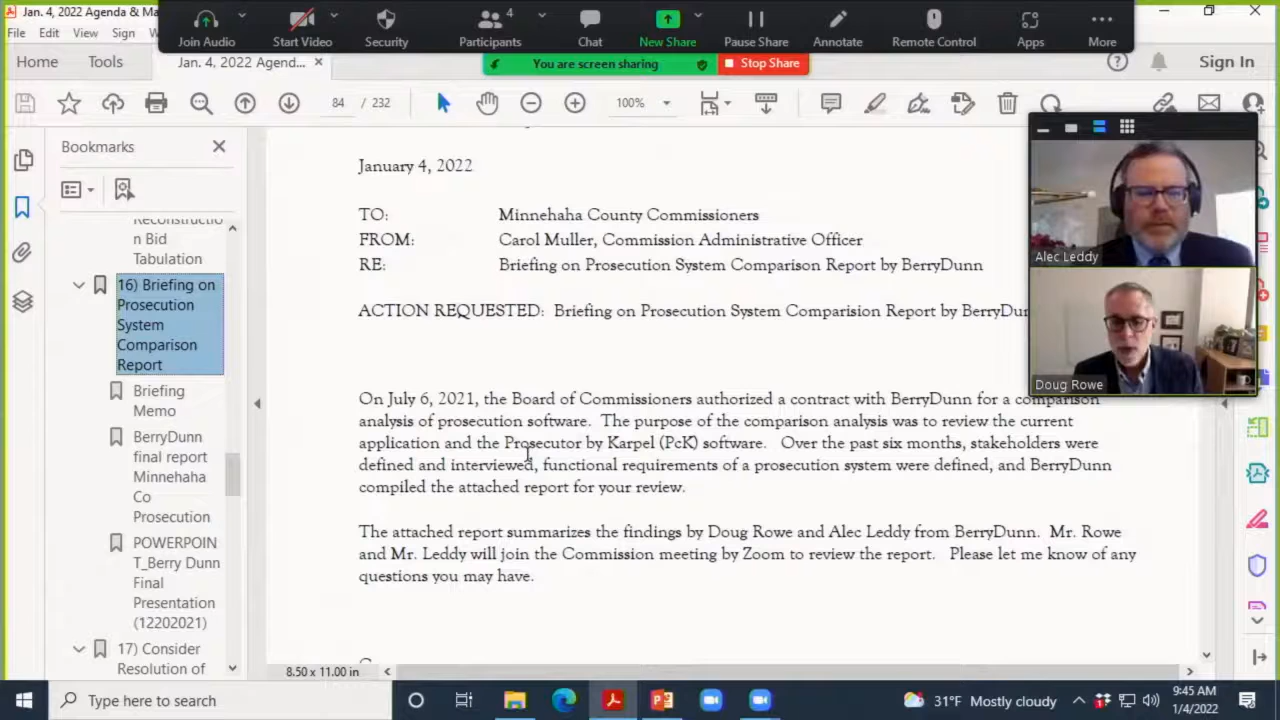 Jan. 4, 2022 Agenda & Ma
File Edit View Sign W
Join Audio
Start Video
Security
4
Participants
Chat
New Share
Pause Share
Annotate
Remote Control
Apps
More
You are screen sharing
Stop Share
Home Tools Jan. 4, 2022 Agend...
Sign In
84 / 232
100%
Bookmarks
n Bid
Tabulation
16) Briefing on
Prosecution
System
Comparison
Report
Briefing
Memo
BerryDunn
final report
Minnehaha
Co
Prosecution
POWERPOIN
T_Berry Dunn
Final
Presentation
(12202021)
17) Consider
Resolution of
January 4, 2022
TO: Minnehaha County Commissioners
FROM: Carol Muller, Commission Administrative Officer
RE: Briefing on Prosecution System Comparison Report by BerryDunn
ACTION REQUESTED: Briefing on Prosecution System Comparision Report by BerryDu
On July 6, 2021, the Board of Commissioners authorized a contract with BerryDunn for a comparison
analysis of prosecution software. The purpose of the comparison analysis was to review the current
application and the Prosecutor by Karpel (PcK) software. Over the past six months, stakeholders were
defined and interviewed, functional requirements of a prosecution system were defined, and BerryDunn
compiled the attached report for your review.
The attached report summarizes the findings by Doug Rowe and Alec Leddy from BerryDunn. Mr. Rowe
and Mr. Leddy will join the Commission meeting by Zoom to review the report. Please let me know of any
questions you may have.
Alec Leddy
Doug Rowe
8.50 x 11.00 in
Type here to search
31°F Mostly cloudy
9:45 AM
1/4/2022